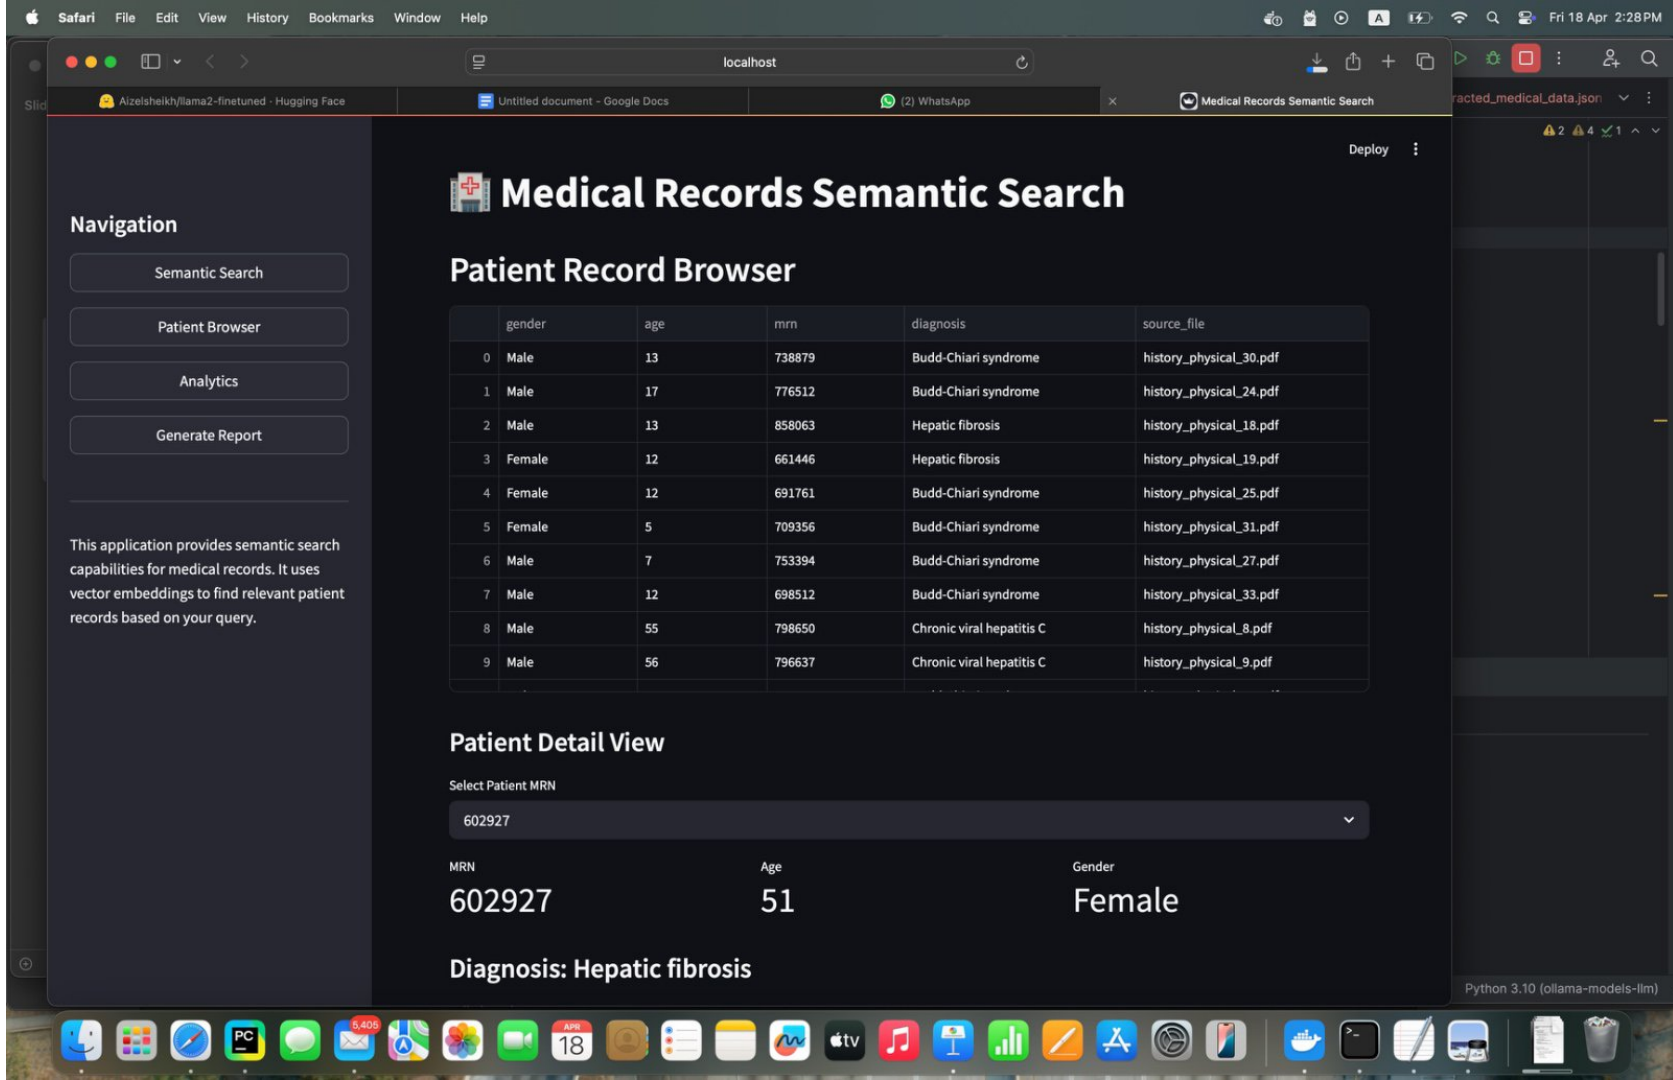 Safari File Edit View History Bookmarks Window Help A Fri 18 Apr 2:28 PM
localhost
Slid
Aizelsheikh/llama2-finetuned · Hugging Face Untitled document - Google Docs (2) WhatsApp Medical Records Semantic Search
racted_medical_data.json
2 4 1
Deploy
Medical Records Semantic Search
Navigation
Semantic Search
Patient Browser
Analytics
Generate Report
This application provides semantic search
capabilities for medical records. It uses
vector embeddings to find relevant patient
records based on your query.
Patient Record Browser
gender age mrn diagnosis source_file
0 Male 13 738879 Budd-Chiari syndrome history_physical_30.pdf
1 Male 17 776512 Budd-Chiari syndrome history_physical_24.pdf
2 Male 13 858063 Hepatic fibrosis history_physical_18.pdf
3 Female 12 661446 Hepatic fibrosis history_physical_19.pdf
4 Female 12 691761 Budd-Chiari syndrome history_physical_25.pdf
5 Female 5 709356 Budd-Chiari syndrome history_physical_31.pdf
6 Male 7 753394 Budd-Chiari syndrome history_physical_27.pdf
7 Male 12 698512 Budd-Chiari syndrome history_physical_33.pdf
8 Male 55 798650 Chronic viral hepatitis C history_physical_8.pdf
9 Male 56 796637 Chronic viral hepatitis C history_physical_9.pdf
Patient Detail View
Select Patient MRN
602927
MRN Age Gender
602927 51 Female
Diagnosis: Hepatic fibrosis
Python 3.10 (ollama-models-llm)
PC 5,405 APR 18 tv